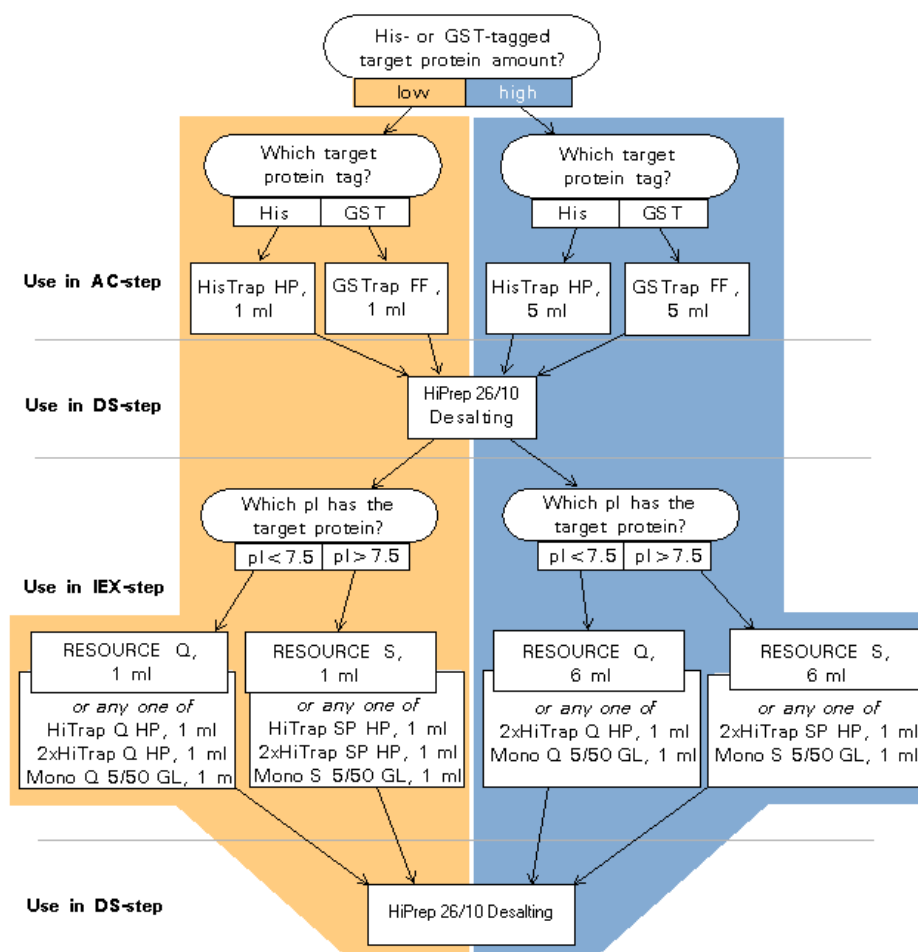 His- or GST-tagged
target protein amount?
low high
Which target
protein tag?
His GST
Which target
protein tag?
His GST
Use in AC-step
HisTrap HP,
1 ml
GSTrap FF,
1 ml
HisTrap HP,
5 ml
GSTrap FF,
5 ml
Use in DS-step
HiPrep 26/10
Desalting
Which pI has the
target protein?
pI<7.5 pI>7.5
Which pI has the
target protein?
pI<7.5 pI>7.5
Use in IEX-step
RESOURCE Q,
1 ml
or any one of
HiTrap Q HP, 1 ml
2xHiTrap Q HP, 1 ml
Mono Q 5/50 GL, 1 m
RESOURCE S,
1 ml
or any one of
HiTrap SP HP, 1 ml
2xHiTrap SP HP, 1 ml
Mono S 5/50 GL, 1 ml
RESOURCE Q,
6 ml
or any one of
2xHiTrap Q HP, 1 ml
Mono Q 5/50 GL, 1 ml
RESOURCE S,
6 ml
or any one of
2xHiTrap SP HP, 1 ml
Mono S 5/50 GL, 1 ml
Use in DS-step
HiPrep 26/10 Desalting